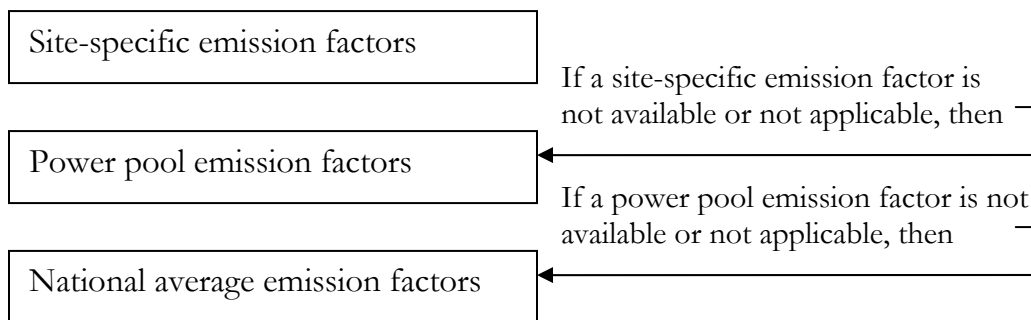 Site-specific emission factors
If a site-specific emission factor is
not available or not applicable, then
Power pool emission factors
If a power pool emission factor is not
available or not applicable, then
National average emission factors